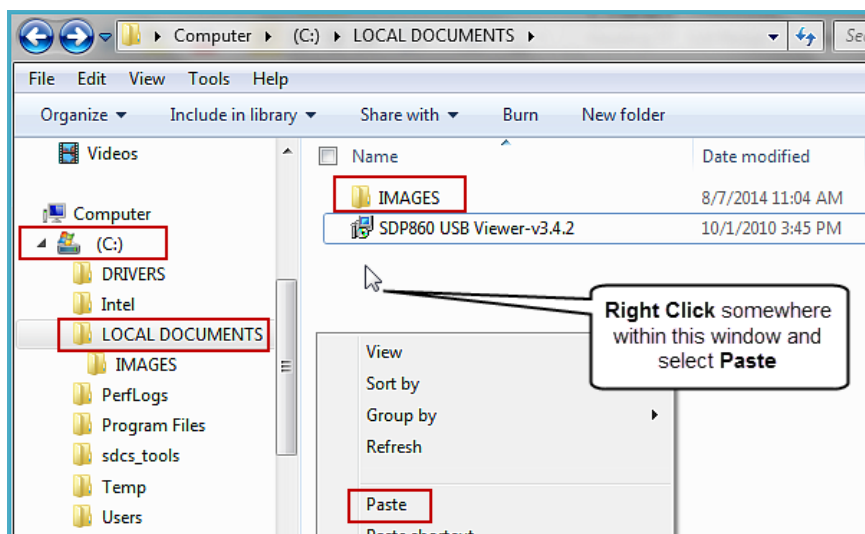 Computer (C:) LOCAL DOCUMENTS
File Edit View Tools Help
Organize Include in library Share with Burn New folder
Videos
Computer
(C:)
DRIVERS
Intel
LOCAL DOCUMENTS
IMAGES
PerfLogs
Program Files
sdcs_tools
Temp
Users
Name Date modified
IMAGES 8/7/2014 11:04 AM
SDP860 USB Viewer-v3.4.2 10/1/2010 3:45 PM
Right Click somewhere
within this window and
select Paste
View
Sort by
Group by
Refresh
Paste